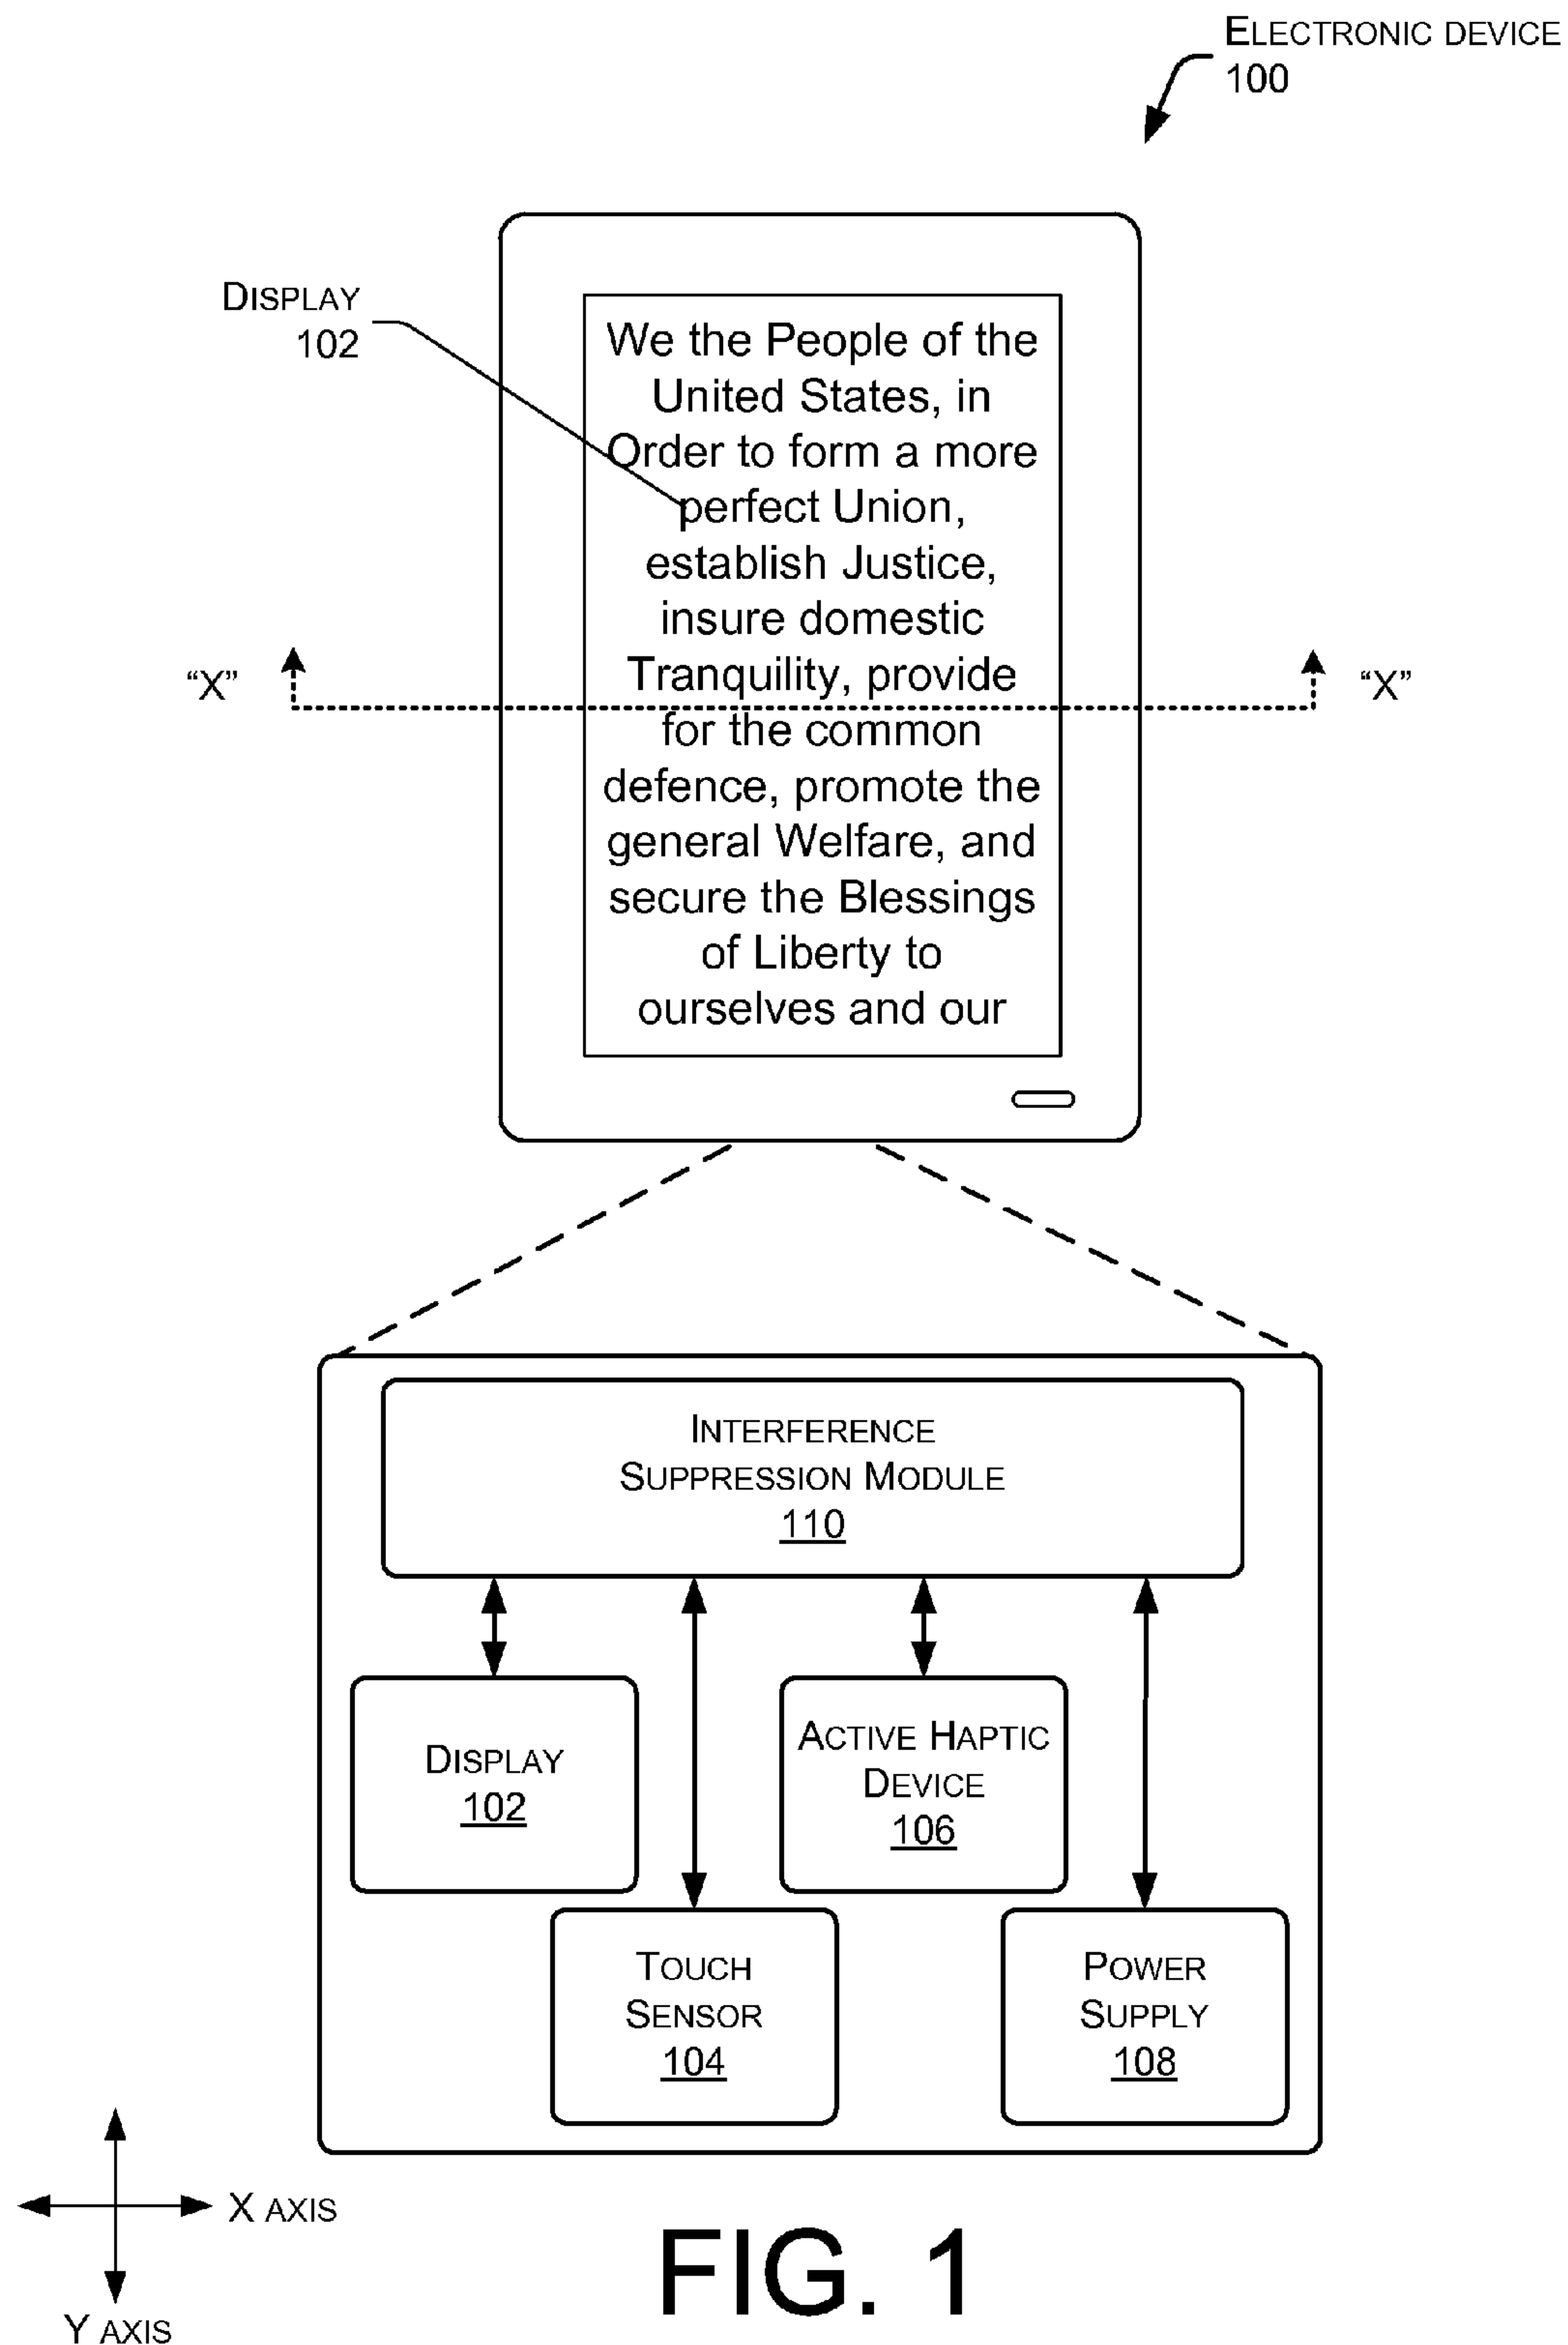 ELECTRONIC DEVICE
100
DISPLAY
102
We the People of the
United States, in
Order to form a more
perfect Union,
establish Justice,
insure domestic
Tranquility, provide
for the common
defence, promote the
general Welfare, and
secure the Blessings
of Liberty to
ourselves and our
“X”
“X”
INTERFERENCE
SUPPRESSION MODULE
110
DISPLAY
102
ACTIVE HAPTIC
DEVICE
106
TOUCH
SENSOR
104
POWER
SUPPLY
108
X AXIS
Y AXIS
FIG. 1